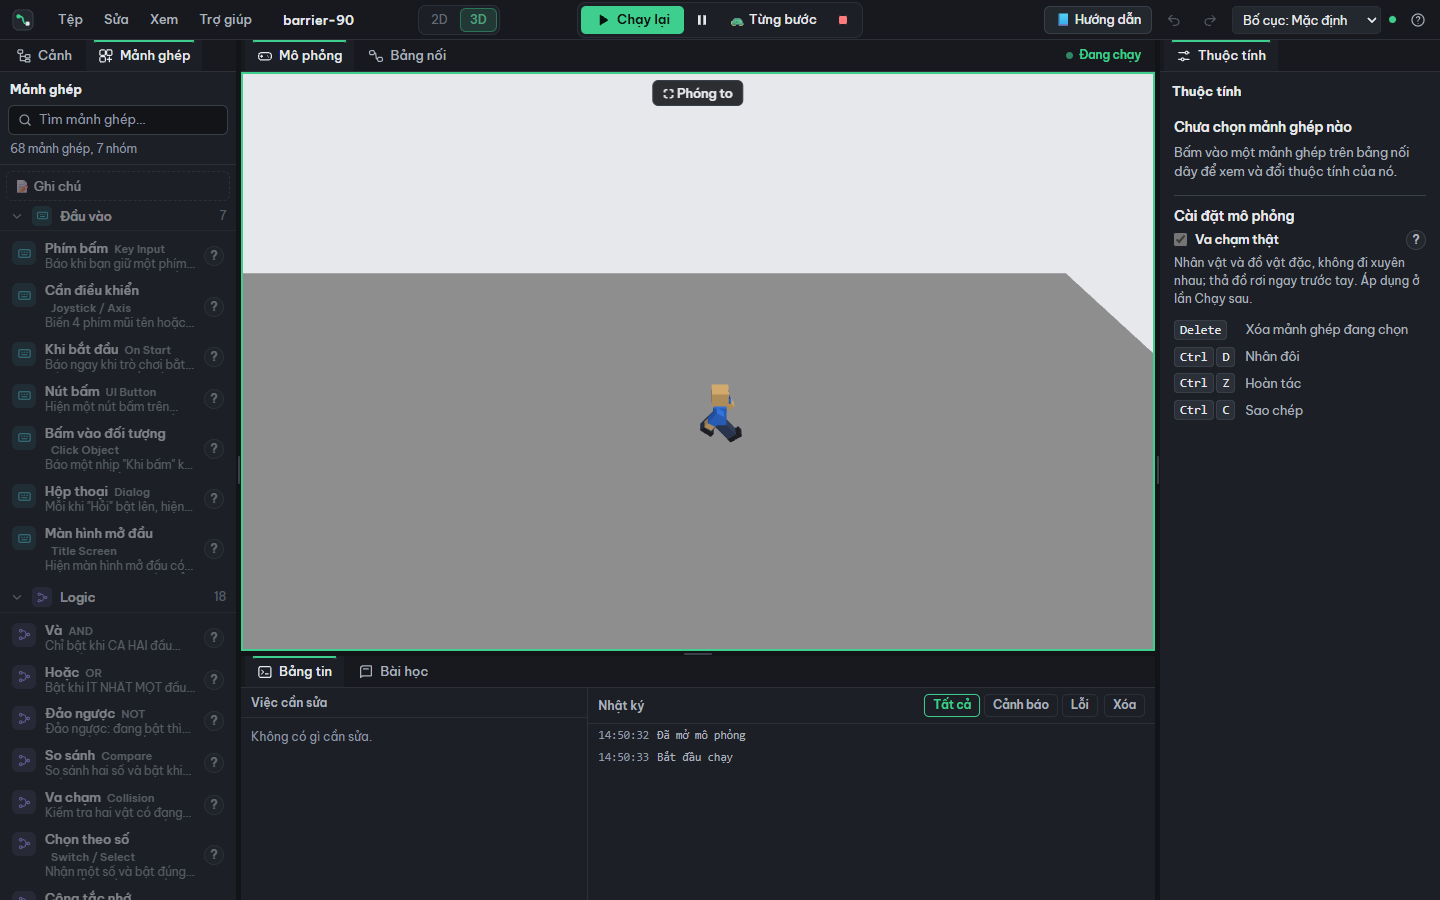 Tệp Sửa Xem Trợ giúp barrier-90 2D 3D Chạy lại Từng bước Hướng dẫn Bố cục: Mặc định
Cảnh Mảnh ghép
Mảnh ghép
Tìm mảnh ghép...
68 mảnh ghép, 7 nhóm
Ghi chú
Đầu vào 7
Phím bấm Key Input ?
Báo khi bạn giữ một phím...
Cần điều khiển
Joystick / Axis ?
Biến 4 phím mũi tên hoặc...
Khi bắt đầu On Start ?
Báo ngay khi trò chơi bắt...
Nút bấm UI Button ?
Hiện một nút bấm trên...
Bấm vào đối tượng
Click Object ?
Báo một nhịp "Khi bấm" k...
Hộp thoại Dialog ?
Mỗi khi "Hỏi" bật lên, hiện...
Màn hình mở đầu
Title Screen ?
Hiện màn hình mở đầu có...
Logic 18
Và AND ?
Chỉ bật khi CẢ HAI đầu...
Hoặc OR ?
Bật khi ÍT NHẤT MỘT đầu...
Đảo ngược NOT ?
Đảo ngược: đang bật thì...
So sánh Compare ?
So sánh hai số và bật khi...
Va chạm Collision ?
Kiểm tra hai vật có đang...
Chọn theo số
Switch / Select ?
Nhận một số và bật đúng...
Công tắc nhớ
Mô phỏng Bảng nối Đang chạy
Phóng to
Bảng tin Bài học
Việc cần sửa
Không có gì cần sửa.
Nhật ký Tất cả Cảnh báo Lỗi Xóa
14:50:32 Đã mở mô phỏng
14:50:33 Bắt đầu chạy
Thuộc tính
Thuộc tính
Chưa chọn mảnh ghép nào
Bấm vào một mảnh ghép trên bảng nối
dây để xem và đổi thuộc tính của nó.
Cài đặt mô phỏng
Va chạm thật ?
Nhân vật và đồ vật đặc, không đi xuyên
nhau; thả đồ rơi ngay trước tay. Áp dụng ở
lần Chạy sau.
Delete Xóa mảnh ghép đang chọn
Ctrl D Nhân đôi
Ctrl Z Hoàn tác
Ctrl C Sao chép